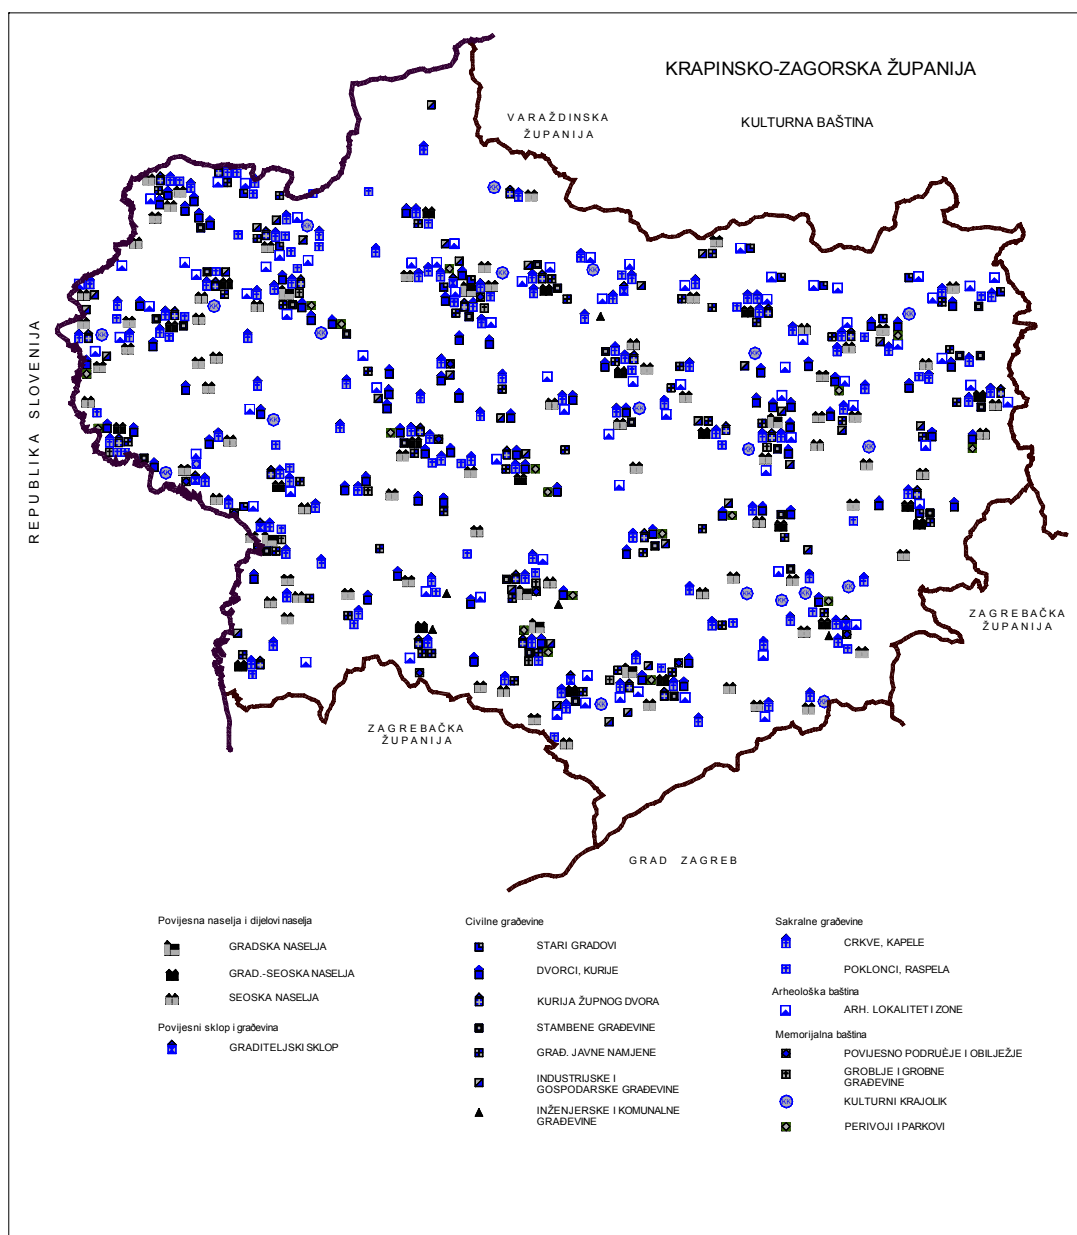 KRAPINSKO-ZAGORSKA ŽUPANIJA
KULTURNA BAŠTINA
VARAŽDINSKA
ŽUPANIJA
REPUBLIKA SLOVENIJA
ZAGREBAČKA
ŽUPANIJA
ZAGREBAČKA
ŽUPANIJA
GRAD ZAGREB
Povijesna naselja i dijelovi naselja
GRADSKA NASELJA
GRAD.-SEOSKA NASELJA
SEOSKA NASELJA
Povijesni sklop i građevina
GRADITELJSKI SKLOP
Civilne građevine
STARI GRADOVI
DVORCI, KURIJE
KURIJA ŽUPNOG DVORA
STAMBENE GRAĐEVINE
GRAĐ. JAVNE NAMJENE
INDUSTRIJSKE I
GOSPODARSKE GRAĐEVINE
INŽENJERSKE I KOMUNALNE
GRAĐEVINE
Sakralne građevine
CRKVE, KAPELE
POKLONCI, RASPELA
Arheološka baština
ARH. LOKALITET I ZONE
Memorijalna baština
POVIJESNO PODRUÈJE I OBILJEŽJE
GROBLJE I GROBNE
GRAĐEVINE
KULTURNI KRAJOLIK
PERIVOJI I PARKOVI